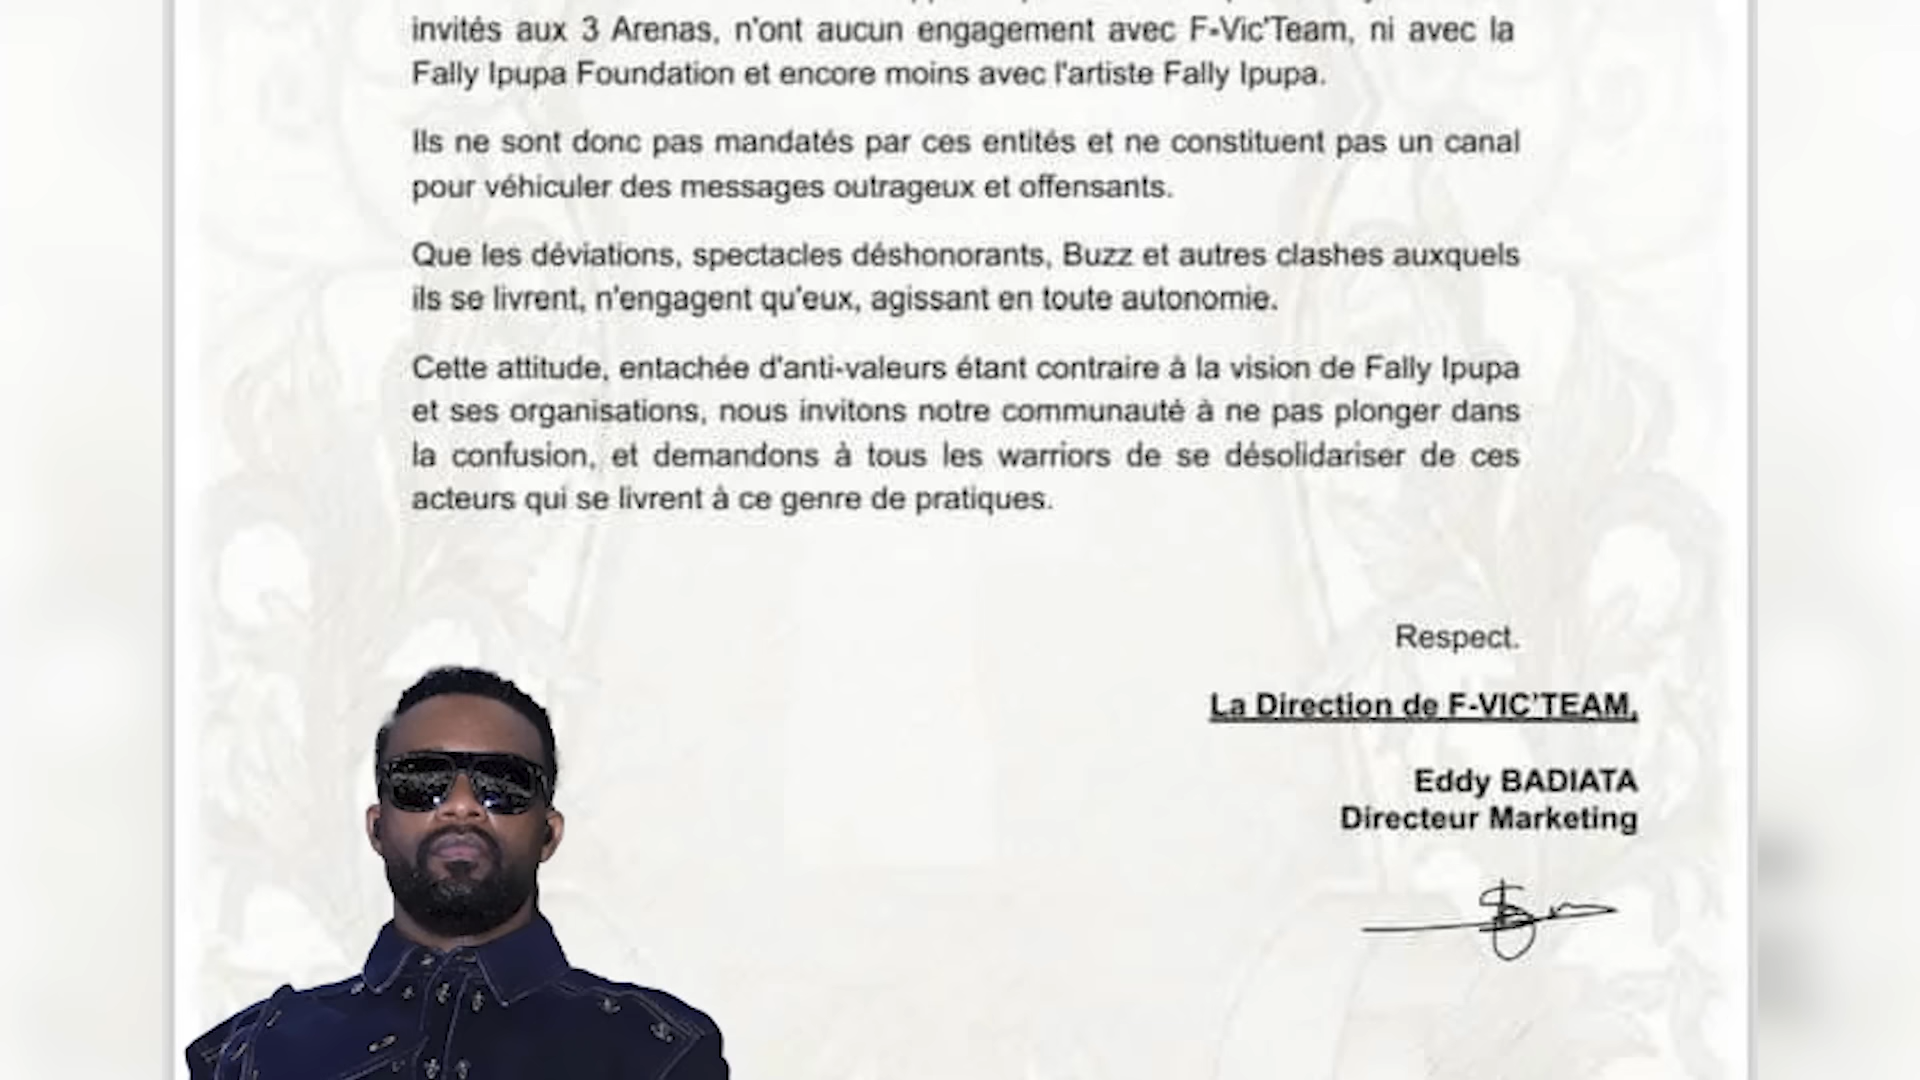 invités aux 3 Arenas, n'ont aucun engagement avec F-Vic'Team, ni avec la
Fally Ipupa Foundation et encore moins avec l'artiste Fally Ipupa.
Ils ne sont donc pas mandatés par ces entités et ne constituent pas un canal
pour véhiculer des messages outrageux et offensants.
Que les déviations, spectacles déshonorants, Buzz et autres clashes auxquels
ils se livrent, n'engagent qu'eux, agissant en toute autonomie.
Cette attitude, entachée d'anti-valeurs étant contraire à la vision de Fally Ipupa
et ses organisations, nous invitons notre communauté à ne pas plonger dans
la confusion, et demandons à tous les warriors de se désolidariser de ces
acteurs qui se livrent à ce genre de pratiques.
Respect.
La Direction de F-VIC'TEAM,
Eddy BADIATA
Directeur Marketing